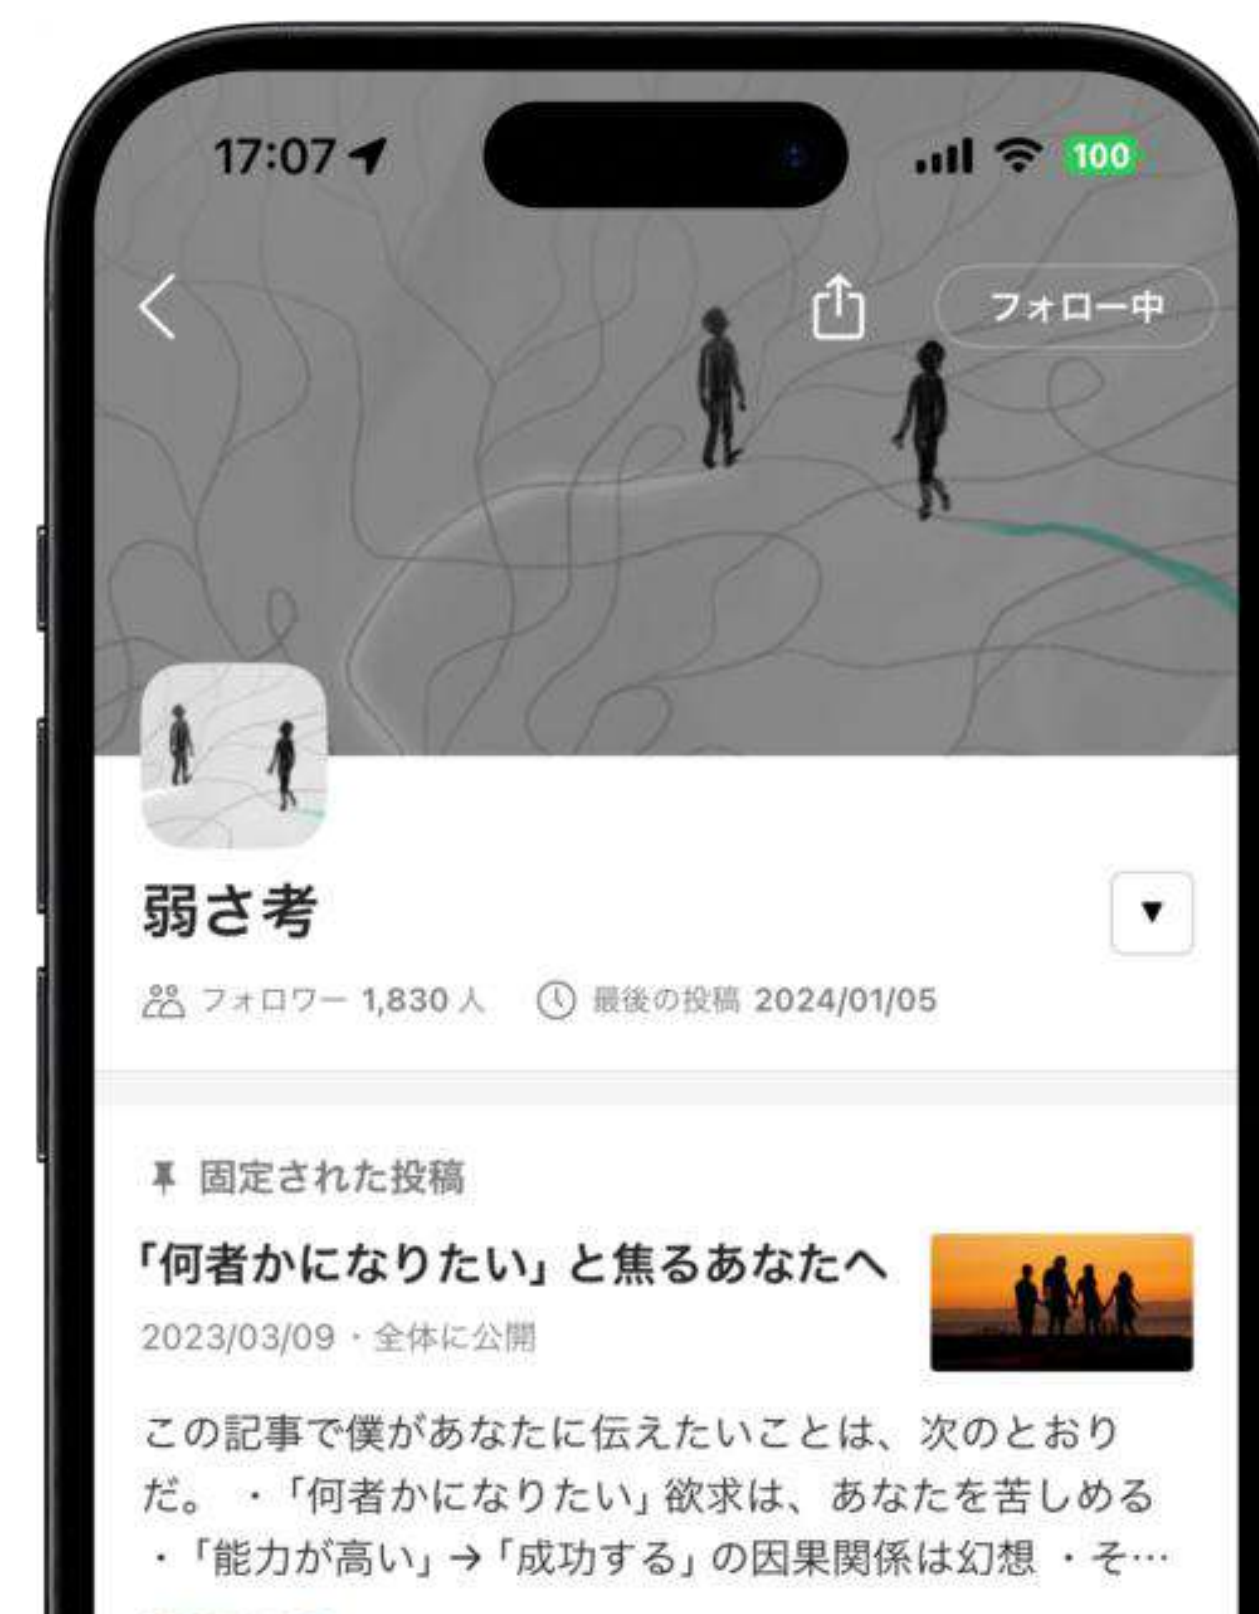 17:07
100
フォロー中
弱さ考
▼
フォロワー 1,830 人 最後の投稿 2024/01/05
固定された投稿
「何者かになりたい」と焦るあなたへ
2023/03/09・全体に公開
この記事で僕があなたに伝えたいことは、次のとおり
だ。 ・「何者かになりたい」欲求は、あなたを苦しめる
・「能力が高い」→「成功する」の因果関係は幻想 ・そ…